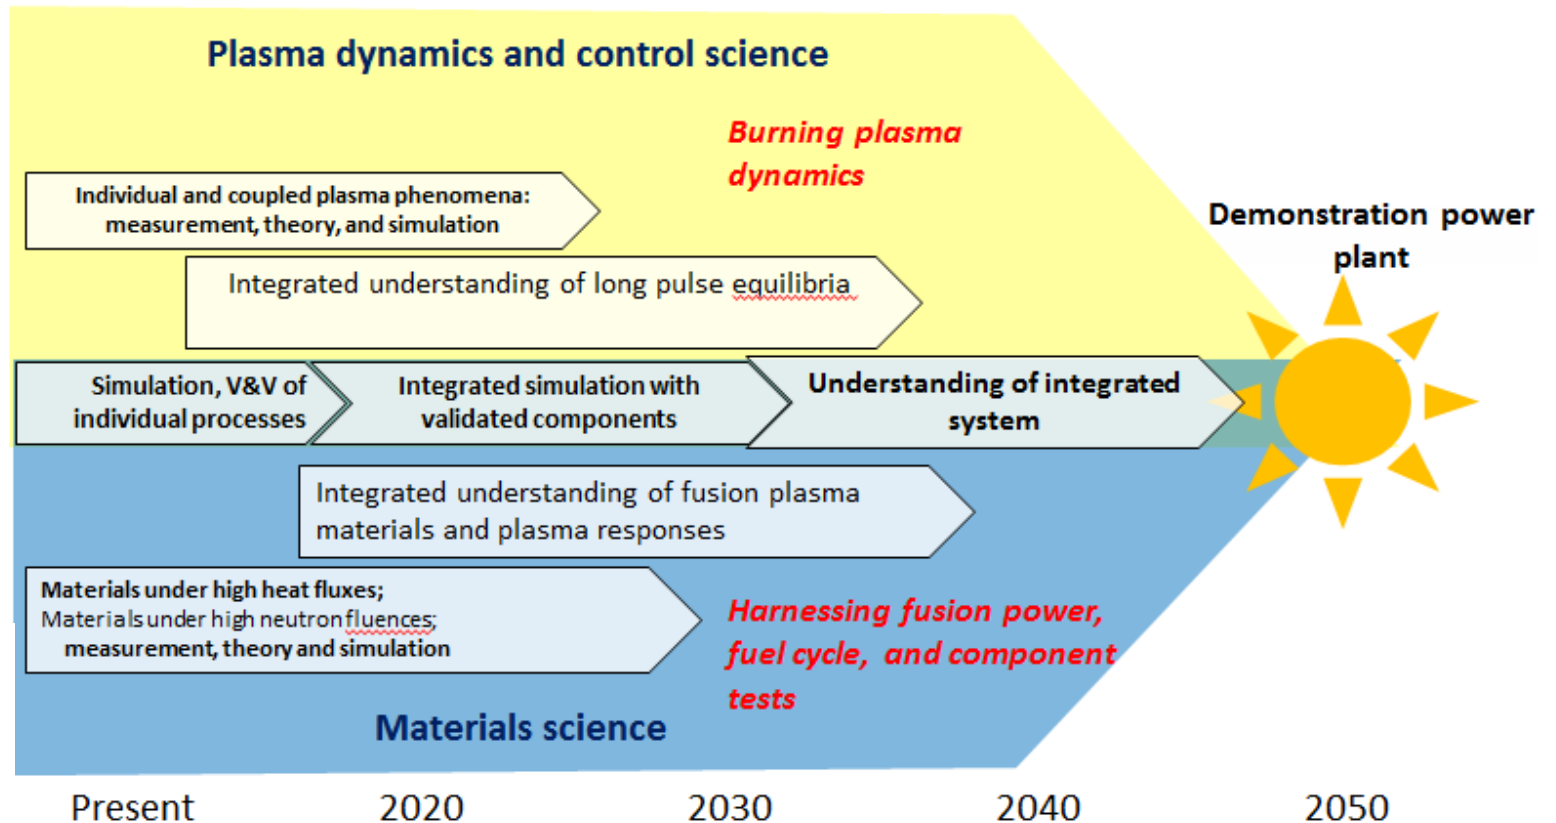 Plasma dynamics and control science
Burning plasma
dynamics
Individual and coupled plasma phenomena:
measurement, theory, and simulation
Demonstration power
plant
Integrated understanding of long pulse equilibria
Simulation, V&V of
individual processes
Integrated simulation with
validated components
Understanding of integrated
system
Integrated understanding of fusion plasma
materials and plasma responses
Materials under high heat fluxes;
Materials under high neutron fluences;
measurement, theory and simulation
Harnessing fusion power,
fuel cycle, and component
tests
Materials science
Present 2020 2030 2040 2050